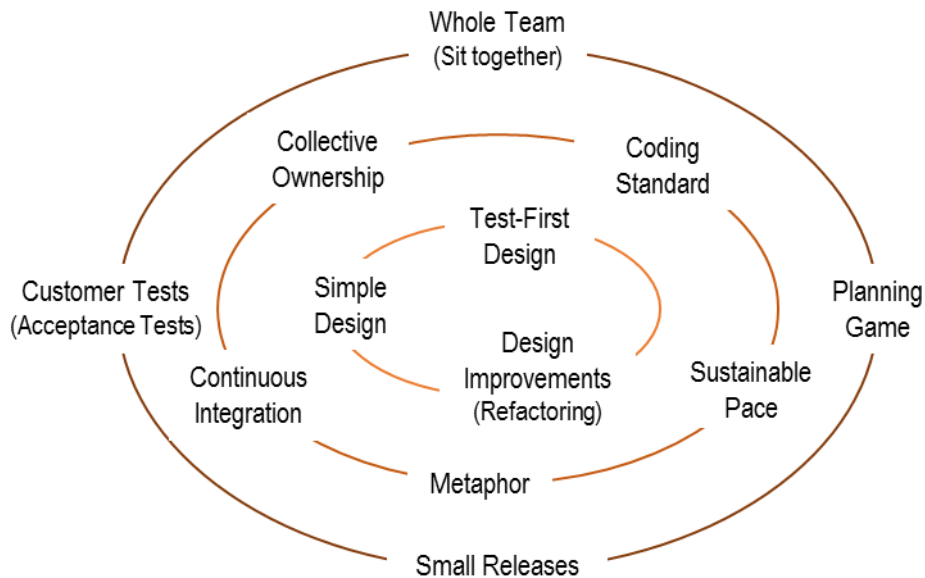 Whole Team
(Sit together)
Collective
Ownership
Coding
Standard
Test-First
Design
Customer Tests
(Acceptance Tests)
Simple
Design
Planning
Game
Design
Improvements
(Refactoring)
Continuous
Integration
Sustainable
Pace
Metaphor
Small Releases